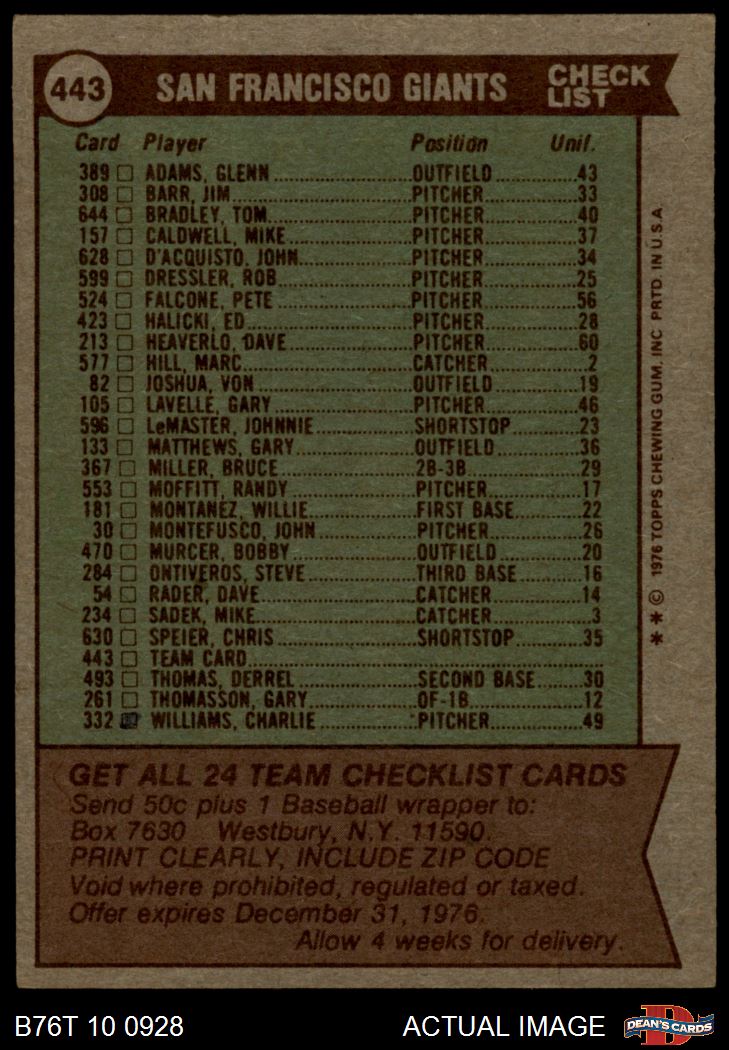 443 SAN FRANCISCO GIANTS CHECK LIST
Card Player Position Unif.
389 ADAMS, GLENN OUTFIELD 43
308 BARR, JIM PITCHER 33
644 BRADLEY, TOM PITCHER 40
157 CALDWELL, MIKE PITCHER 37
628 D'ACQUISTO, JOHN PITCHER 34
599 DRESSLER, ROB PITCHER 25
524 FALCONE, PETE PITCHER 56
423 HALICKI, ED PITCHER 28
213 HEAVERLO, DAVE PITCHER 60
577 HILL, MARC CATCHER 2
82 JOSHUA, VON OUTFIELD 19
105 LAVELLE, GARY PITCHER 46
596 LeMASTER, JOHNNIE SHORTSTOP 23
133 MATTHEWS, GARY OUTFIELD 36
367 MILLER, BRUCE 2B-3B 29
553 MOFFITT, RANDY PITCHER 17
181 MONTANEZ, WILLIE FIRST BASE 22
30 MONTEFUSCO, JOHN PITCHER 26
470 MURCER, BOBBY OUTFIELD 20
284 ONTIVEROS, STEVE THIRD BASE 16
54 RADER, DAVE CATCHER 14
234 SADEK, MIKE CATCHER 3
630 SPEIER, CHRIS SHORTSTOP 35
443 TEAM CARD
493 THOMAS, DERREL SECOND BASE 30
261 THOMASSON, GARY OF-1B 12
332 WILLIAMS, CHARLIE PITCHER 49
* * © 1976 TOPPS CHEWING GUM, INC PRTD. IN U.S.A.
GET ALL 24 TEAM CHECKLIST CARDS
Send 50c plus 1 Baseball wrapper to:
Box 7630 Westbury, N.Y. 11590.
PRINT CLEARLY, INCLUDE ZIP CODE
Void where prohibited, regulated or taxed.
Offer expires December 31, 1976.
Allow 4 weeks for delivery.
B76T 10 0928 ACTUAL IMAGE DEAN'S CARDS